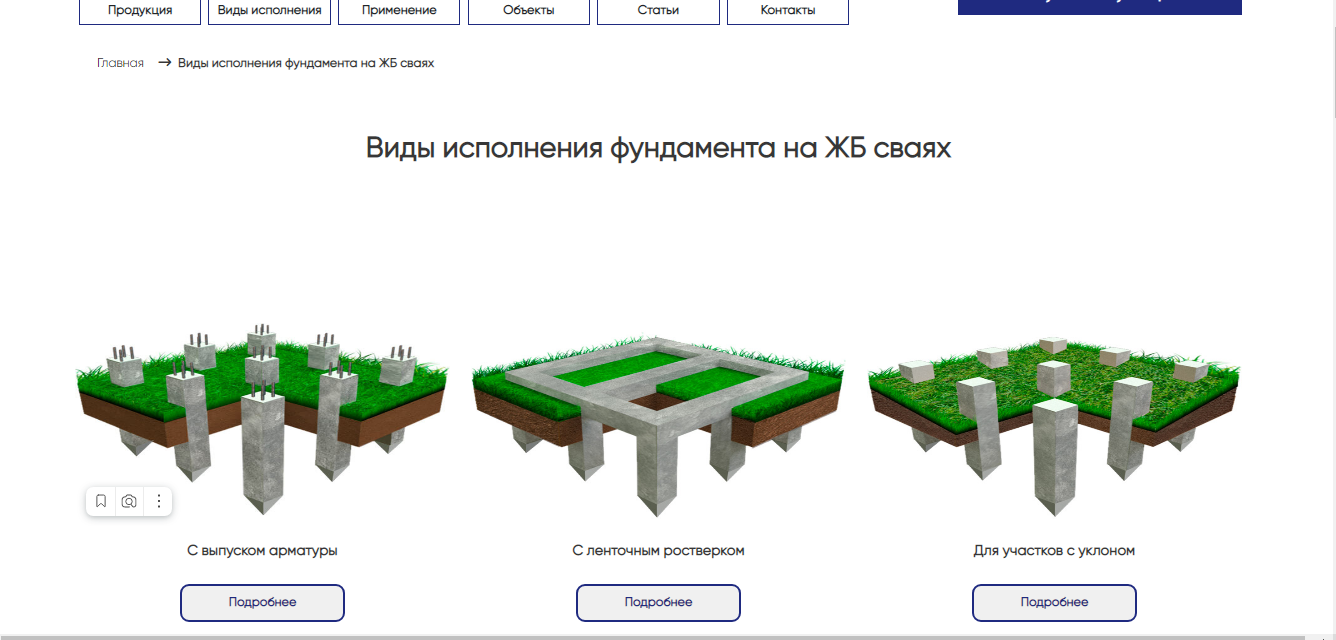 Продукция
Виды исполнения
Применение
Объекты
Статьи
Контакты
Главная → Виды исполнения фундамента на ЖБ сваях
Виды исполнения фундамента на ЖБ сваях
С выпуском арматуры
С ленточным ростверком
Для участков с уклоном
Подробнее
Подробнее
Подробнее